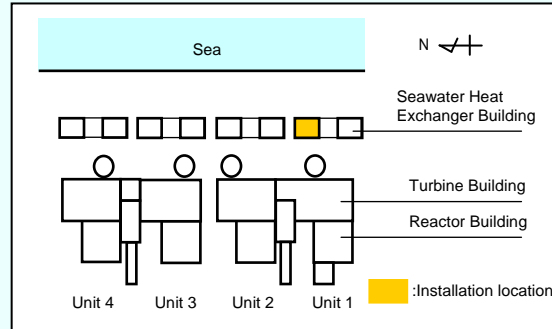 Sea
N
Seawater Heat
Exchanger Building
Turbine Building
Reactor Building
:Installation location
Unit 4
Unit 3
Unit 2
Unit 1